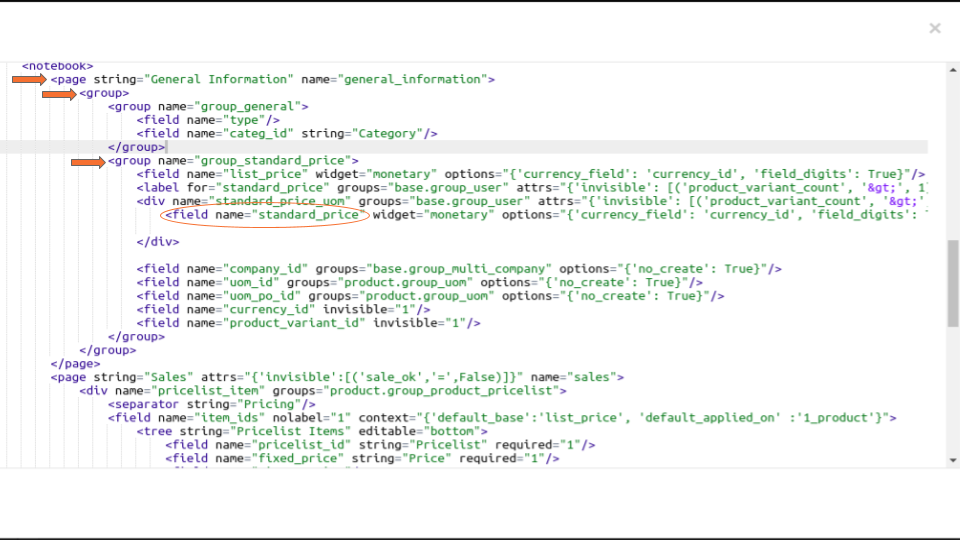 ×
<notebook>
<page string="General Information" name="general_information">
<group>
<group name="group_general">
<field name="type"/>
<field name="categ_id" string="Category"/>
</group>
<group name="group_standard_price">
<field name="list_price" widget="monetary" options="{'currency_field': 'currency_id', 'field_digits': True}"/>
<label for="standard_price" groups="base.group_user" attrs="{'invisible': [('product_variant_count', '&gt;', 1
<div name="standard_price_uom" groups="base.group_user" attrs="{'invisible': [('product_variant_count', '&gt;'
<field name="standard_price" widget="monetary" options="{'currency_field': 'currency_id', 'field_digits':
</div>
<field name="company_id" groups="base.group_multi_company" options="{'no_create': True}"/>
<field name="uom_id" groups="product.group_uom" options="{'no_create': True}"/>
<field name="uom_po_id" groups="product.group_uom" options="{'no_create': True}"/>
<field name="currency_id" invisible="1"/>
<field name="product_variant_id" invisible="1"/>
</group>
</group>
</page>
<page string="Sales" attrs="{'invisible':[('sale_ok','=',False)]}" name="sales">
<div name="pricelist_item" groups="product.group_product_pricelist">
<separator string="Pricing"/>
<field name="item_ids" nolabel="1" context="{'default_base':'list_price', 'default_applied_on' :'1_product'}">
<tree string="Pricelist Items" editable="bottom">
<field name="pricelist_id" string="Pricelist" required="1"/>
<field name="fixed_price" string="Price" required="1"/>